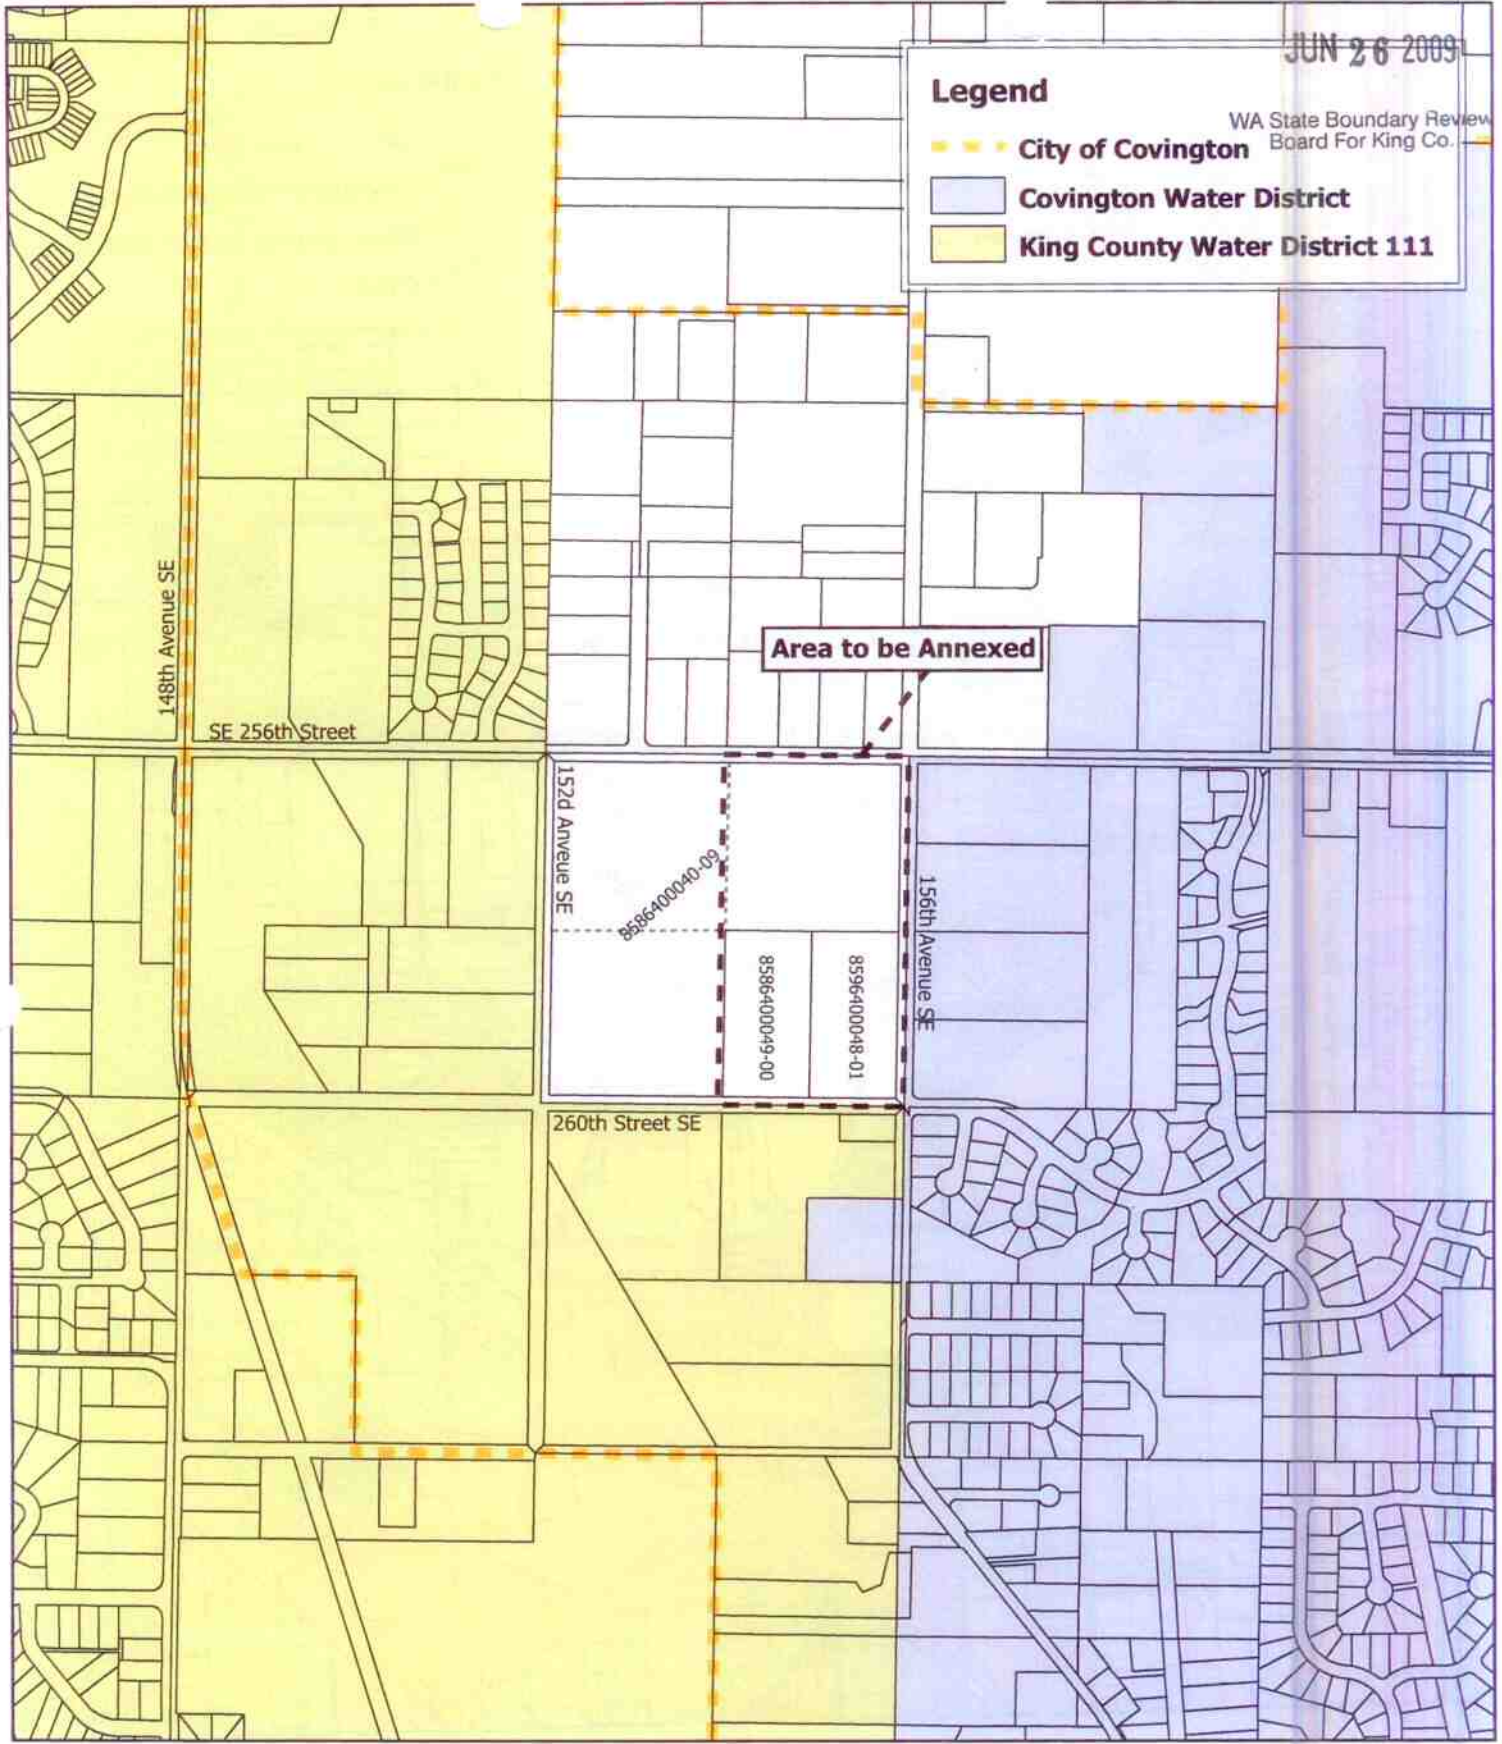 JUN 26 2009
Legend
WA State Boundary Review
Board For King Co.
City of Covington
Covington Water District
King County Water District 111
148th Avenue SE
Area to be Annexed
SE 256th Street
152d Anveue SE
8586400040-09
156th Avenue SE
8586400049-00
8596400048-01
260th Street SE